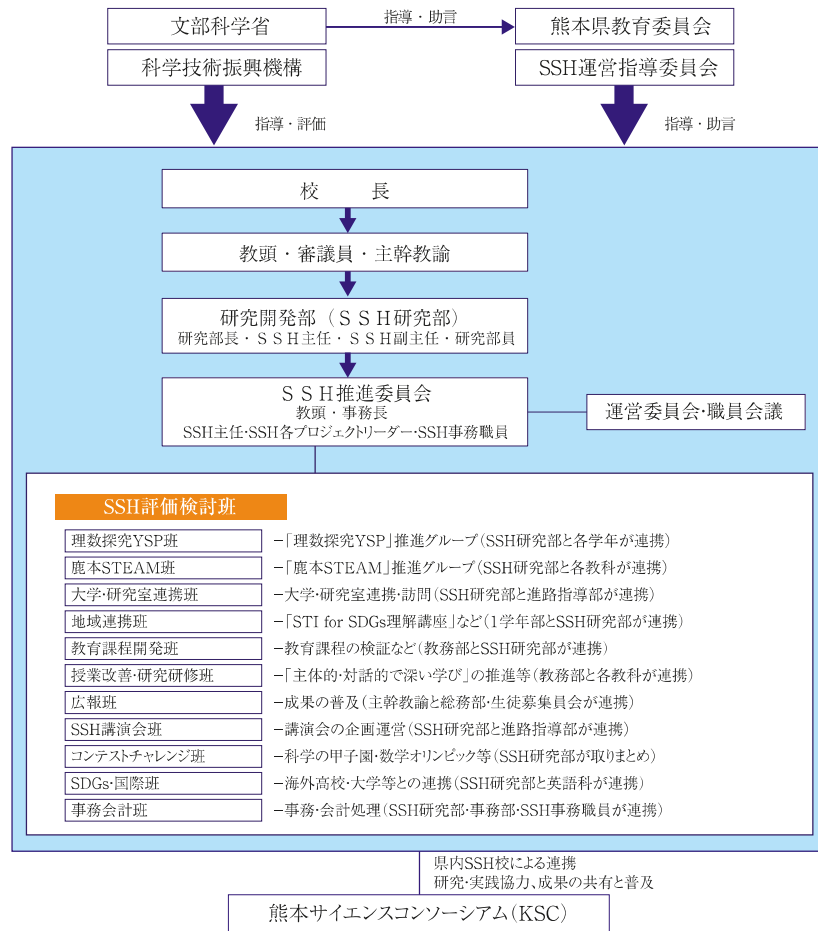 文部科学省
指導・助言
熊本県教育委員会
科学技術振興機構
SSH運営指導委員会
指導・評価
指導・助言
校　長
教頭・審議員・主幹教諭
研究開発部（ＳＳＨ研究部）
研究部長・ＳＳＨ主任・ＳＳＨ副主任・研究部員
ＳＳＨ推進委員会
教頭・事務長
SSH主任・SSH各プロジェクトリーダー・SSH事務職員
運営委員会・職員会議
SSH評価検討班
理数探究YSP班 －「理数探究YSP」推進グループ（SSH研究部と各学年が連携）
鹿本STEAM班 －「鹿本STEAM」推進グループ（SSH研究部と各教科が連携）
大学・研究室連携班 －大学・研究室連携・訪問（SSH研究部と進路指導部が連携）
地域連携班 －「STI for SDGs理解講座」など（1学年部とSSH研究部が連携）
教育課程開発班 －教育課程の検証など（教務部とSSH研究部が連携）
授業改善・研究研修班 －「主体的・対話的で深い学び」の推進等（教務部と各教科が連携）
広報班 －成果の普及（主幹教諭と総務部・生徒募集員会が連携）
SSH講演会班 －講演会の企画運営（SSH研究部と進路指導部が連携）
コンテストチャレンジ班 －科学の甲子園・数学オリンピック等（SSH研究部が取りまとめ）
SDGs・国際班 －海外高校・大学等との連携（SSH研究部と英語科が連携）
事務会計班 －事務・会計処理（SSH研究部・事務部・SSH事務職員が連携）
県内SSH校による連携
研究・実践協力、成果の共有と普及
熊本サイエンスコンソーシアム（KSC）